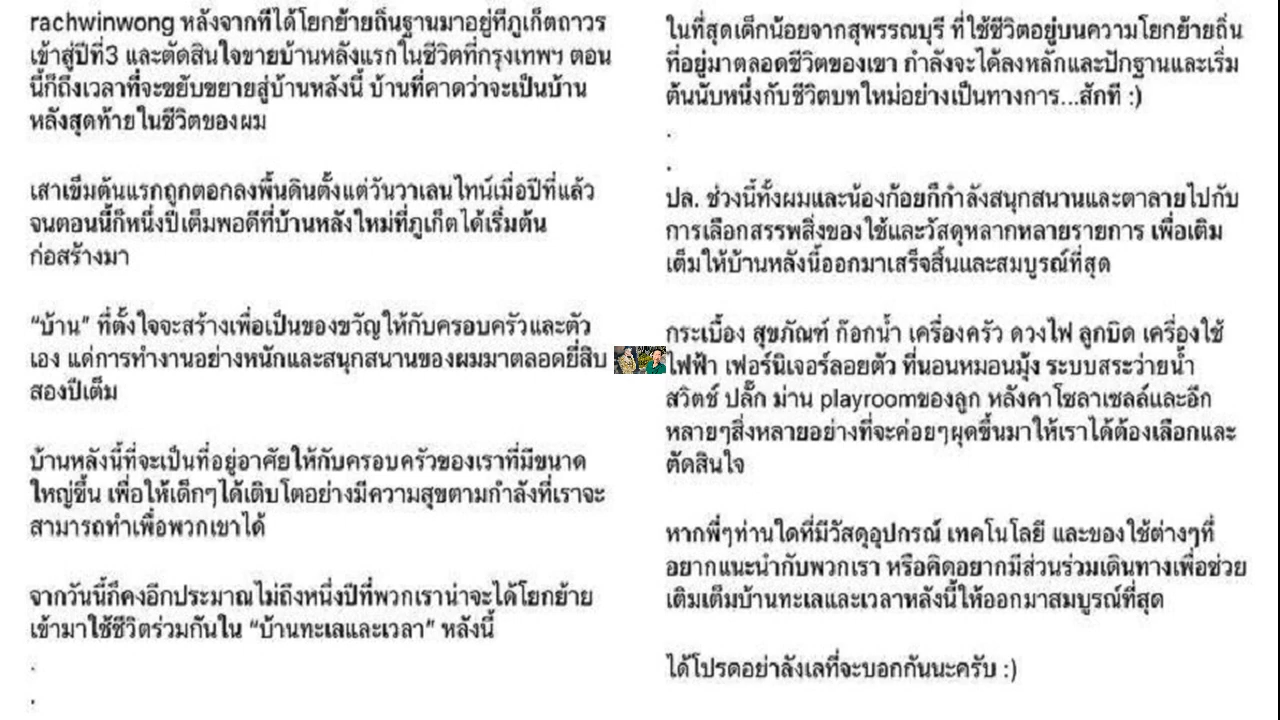 rachwinwong หลังจากที่ได้โยกย้ายถิ่นฐานมาอยู่ที่ภูเก็ตถาวร
เข้าสู่ปีที่3 และตัดสินใจขายบ้านหลังแรกในชีวิตที่กรุงเทพฯ ตอน
นี้ก็ถึงเวลาที่จะขยับขยายสู่บ้านหลังนี้ บ้านที่คาดว่าจะเป็นบ้าน
หลังสุดท้ายในชีวิตของผม
เสาเข็มต้นแรกถูกตอกลงพื้นดินตั้งแต่วันวาเลนไทน์เมื่อปีที่แล้ว
จนตอนนี้ก็หนึ่งปีเต็มพอดีที่บ้านหลังใหม่ที่ภูเก็ตได้เริ่มต้น
ก่อสร้างมา
“บ้าน” ที่ตั้งใจจะสร้างเพื่อเป็นของขวัญให้กับครอบครัวและตัว
เอง แด่การทำงานอย่างหนักและสนุกสนานของผมมาตลอดยี่สิบ
สองปีเต็ม
บ้านหลังนี้ที่จะเป็นที่อยู่อาศัยให้กับครอบครัวของเราที่มีขนาด
ใหญ่ขึ้น เพื่อให้เด็กๆได้เติบโตอย่างมีความสุขตามกำลังที่เราจะ
สามารถทำเพื่อพวกเขาได้
จากวันนี้ก็คงอีกประมาณไม่ถึงหนึ่งปีที่พวกเราน่าจะได้โยกย้าย
เข้ามาใช้ชีวิตร่วมกันใน “บ้านทะเลและเวลา” หลังนี้
.
.
ในที่สุดเด็กน้อยจากสุพรรณบุรี ที่ใช้ชีวิตอยู่บนความโยกย้ายถิ่น
ที่อยู่มาตลอดชีวิตของเขา กำลังจะได้ลงหลักและปักฐานและเริ่ม
ต้นนับหนึ่งกับชีวิตบทใหม่อย่างเป็นทางการ...สักที :)
.
.
ปล. ช่วงนี้ทั้งผมและน้องก้อยก็กำลังสนุกสนานและตาลายไปกับ
การเลือกสรรพสิ่งของใช้และวัสดุหลากหลายรายการ เพื่อเติม
เต็มให้บ้านหลังนี้ออกมาเสร็จสิ้นและสมบูรณ์ที่สุด
กระเบื้อง สุขภัณฑ์ ก๊อกน้ำ เครื่องครัว ดวงไฟ ลูกบิด เครื่องใช้
ไฟฟ้า เฟอร์นิเจอร์ลอยตัว ที่นอนหมอนมุ้ง ระบบสระว่ายน้ำ
สวิตช์ ปลั๊ก ม่าน playroomของลูก หลังคาโซลาเซลล์และอีก
หลายๆสิ่งหลายอย่างที่จะค่อยๆผุดขึ้นมาให้เราได้ต้องเลือกและ
ตัดสินใจ
หากพี่ๆท่านใดที่มีวัสดุอุปกรณ์ เทคโนโลยี และของใช้ต่างๆที่
อยากแนะนำกับพวกเรา หรือคิดอยากมีส่วนร่วมเดินทางเพื่อช่วย
เติมเต็มบ้านทะเลและเวลาหลังนี้ให้ออกมาสมบูรณ์ที่สุด
ได้โปรดอย่าลังเลที่จะบอกกันนะครับ :)